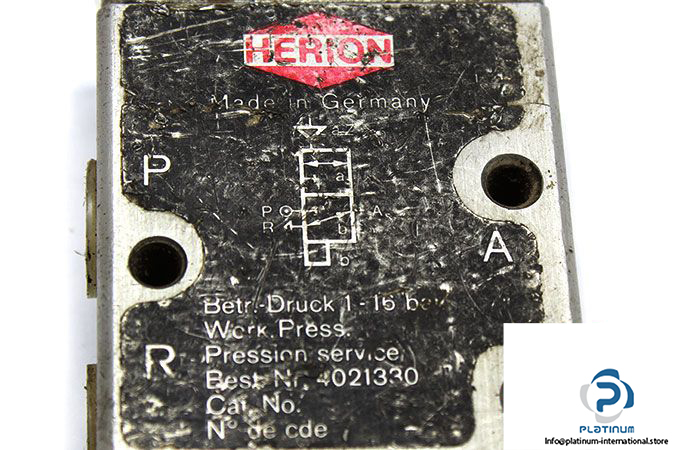 HERION
Made in Germany
az
a
P
P A
R b
b
A
Betr.-Druck 1-16 bar
Work. Press.
R
Pression service
Best. Nr. 4021330
Cat. No.
N° de cde
PLATINUM
info@platinum-international.store